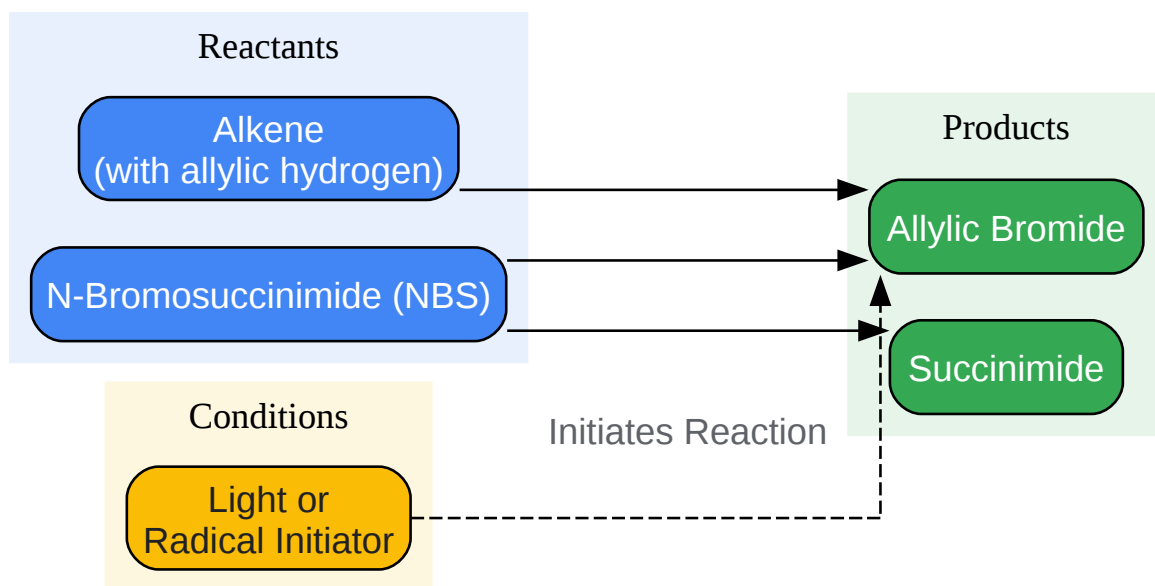 Reactants
Alkene
(with allylic hydrogen)
N-Bromosuccinimide (NBS)
Products
Allylic Bromide
Succinimide
Conditions
Light or
Radical Initiator
Initiates Reaction